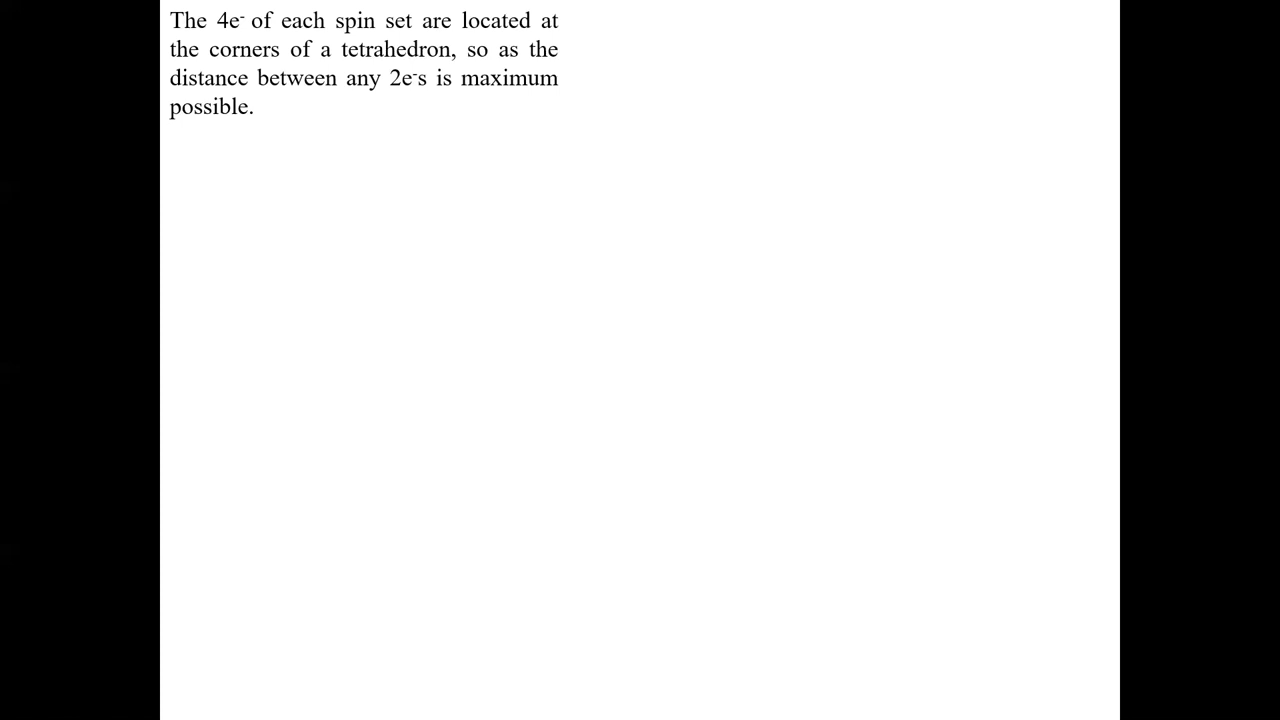 The 4e⁻ of each spin set are located at
the corners of a tetrahedron, so as the
distance between any 2e⁻s is maximum
possible.